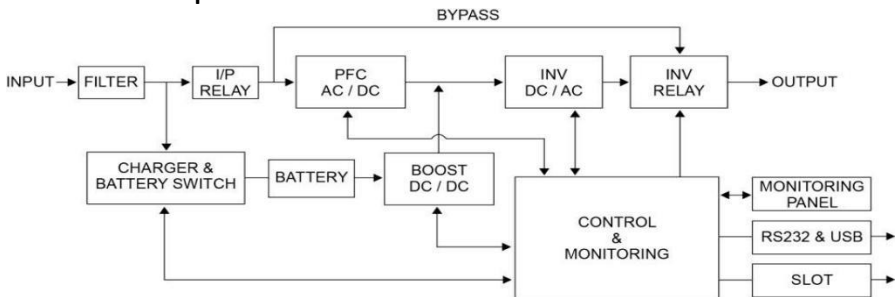 BYPASS
INPUT
FILTER
I/P
RELAY
PFC
AC / DC
INV
DC / AC
INV
RELAY
OUTPUT
CHARGER &
BATTERY SWITCH
BATTERY
BOOST
DC / DC
CONTROL
&
MONITORING
MONITORING
PANEL
RS232 & USB
SLOT